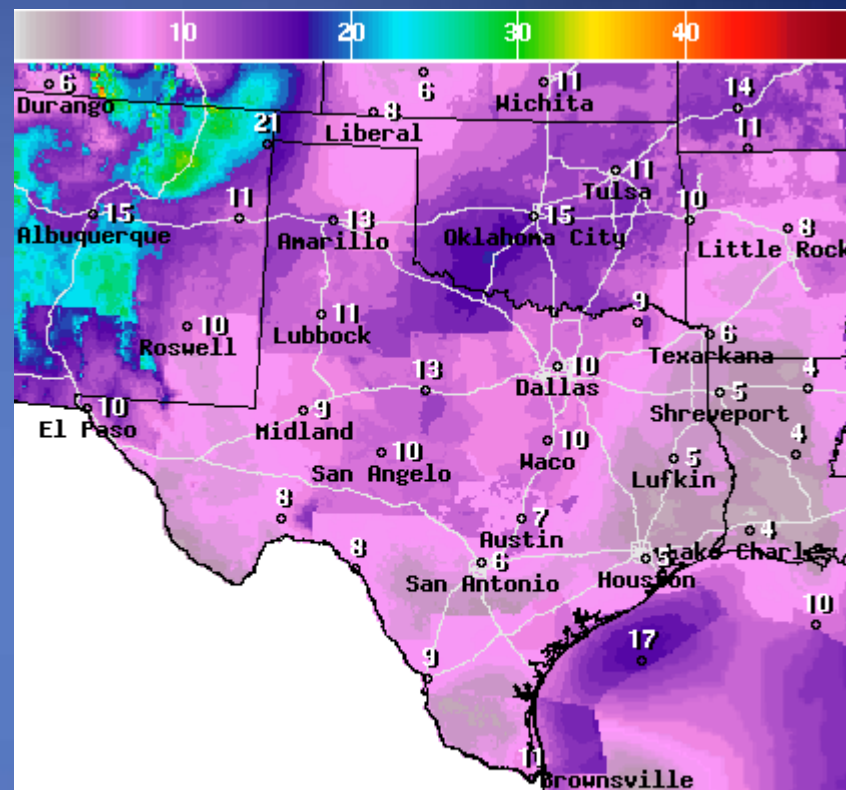 10 20 30 40
6 6 11 14
Durango Wichita
8 Liberal
21 11
11 Tulsa
15 11 13 15 10 8
Albuquerque Amarillo Oklahoma City Little Rock
10 11 9
Roswell Lubbock 6
Texarkana
13 10 4
Dallas 5
10 9 Shreveport
El Paso Midland
10 10 5 4
San Angelo Waco Lufkin
8 7 4
Austin Lake Charles
8 6 5
San Antonio Houston
10
17
9
11
Brownsville